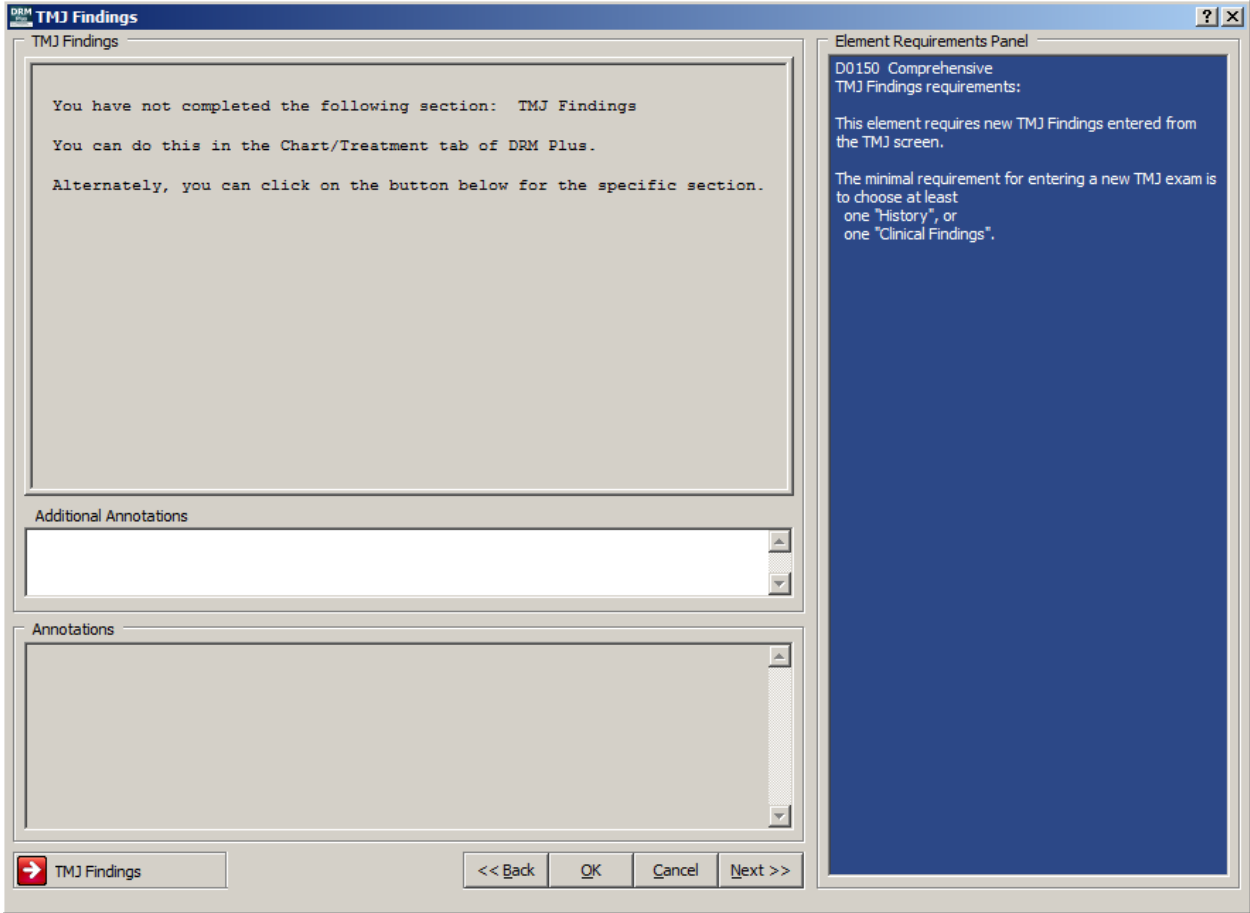 DRM Plus TMJ Findings
TMJ Findings
You have not completed the following section:  TMJ Findings
You can do this in the Chart/Treatment tab of DRM Plus.
Alternately, you can click on the button below for the specific section.
Additional Annotations
Annotations
TMJ Findings
<< Back
OK
Cancel
Next >>
Element Requirements Panel
D0150  Comprehensive
TMJ Findings requirements:
This element requires new TMJ Findings entered from
the TMJ screen.
The minimal requirement for entering a new TMJ exam is
to choose at least
one "History", or
one "Clinical Findings".